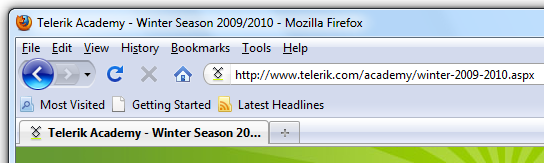 Telerik Academy - Winter Season 2009/2010 - Mozilla Firefox
File Edit View History Bookmarks Tools Help
http://www.telerik.com/academy/winter-2009-2010.aspx
Most Visited Getting Started Latest Headlines
Telerik Academy - Winter Season 20...